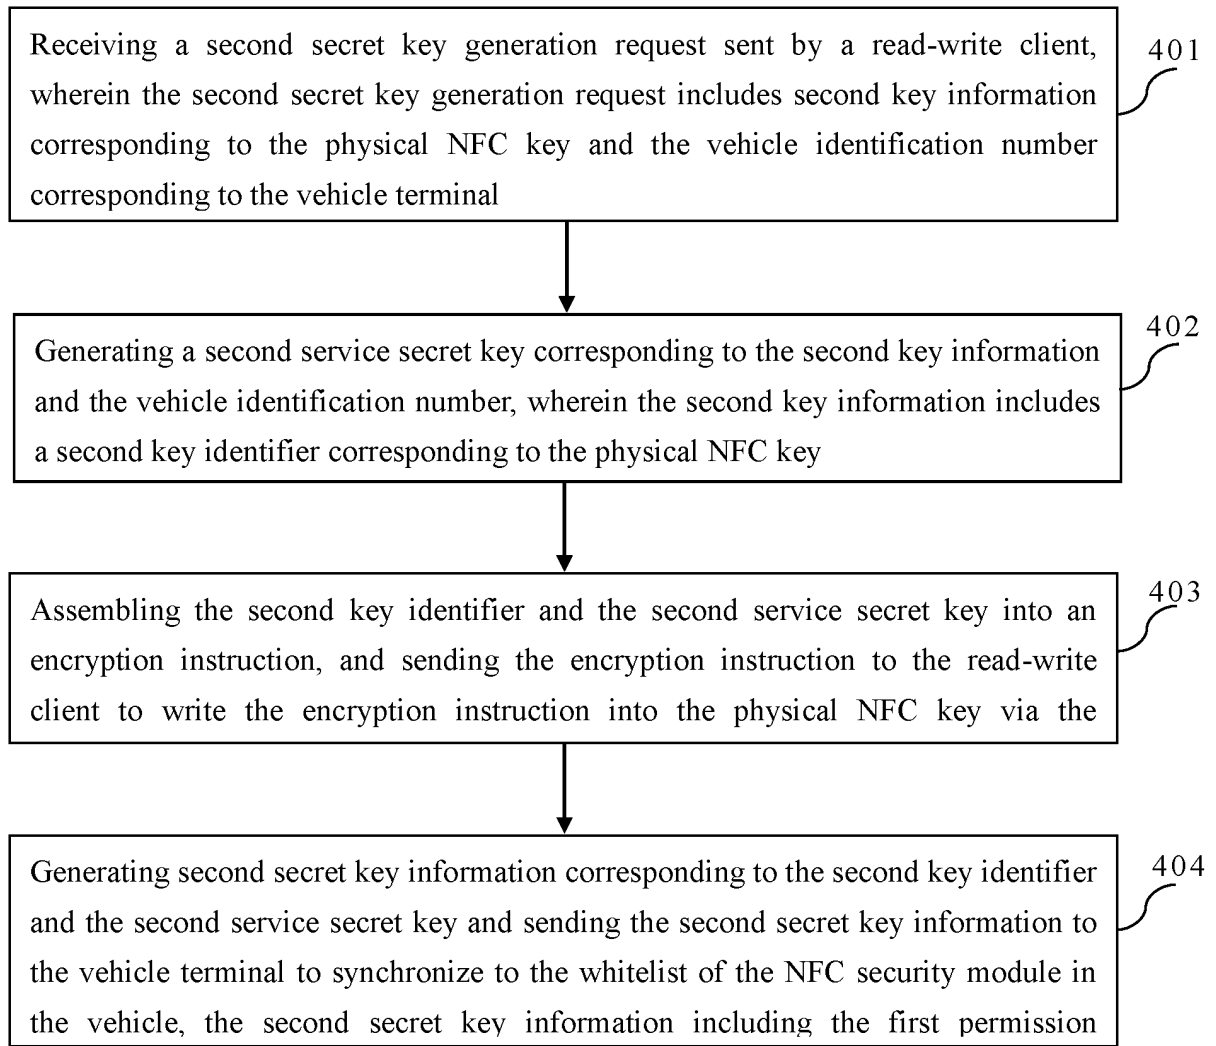 Receiving a second secret key generation request sent by a read-write client,
wherein the second secret key generation request includes second key information
corresponding to the physical NFC key and the vehicle identification number
corresponding to the vehicle terminal
401
Generating a second service secret key corresponding to the second key information
and the vehicle identification number, wherein the second key information includes
a second key identifier corresponding to the physical NFC key
402
Assembling the second key identifier and the second service secret key into an
encryption instruction, and sending the encryption instruction to the read-write
client to write the encryption instruction into the physical NFC key via the
403
Generating second secret key information corresponding to the second key identifier
and the second service secret key and sending the second secret key information to
the vehicle terminal to synchronize to the whitelist of the NFC security module in
the vehicle, the second secret key information including the first permission
404